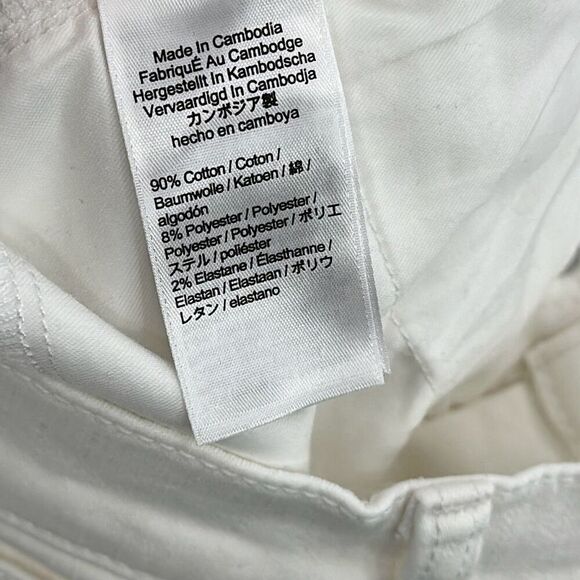 Made In Cambodia
FabriquÉ Au Cambodge
Hergestellt In Kambodscha
Vervaardigd In Cambodja
カンボジア製
hecho en camboya
90% Cotton / Coton /
Baumwolle / Katoen / 綿 /
algodón
8% Polyester / Polyester /
Polyester / Polyester / ポリエ
ステル / poliéster
2% Elastane / Élasthanne /
Elastan / Elastaan / ポリウ
レタン / elastano